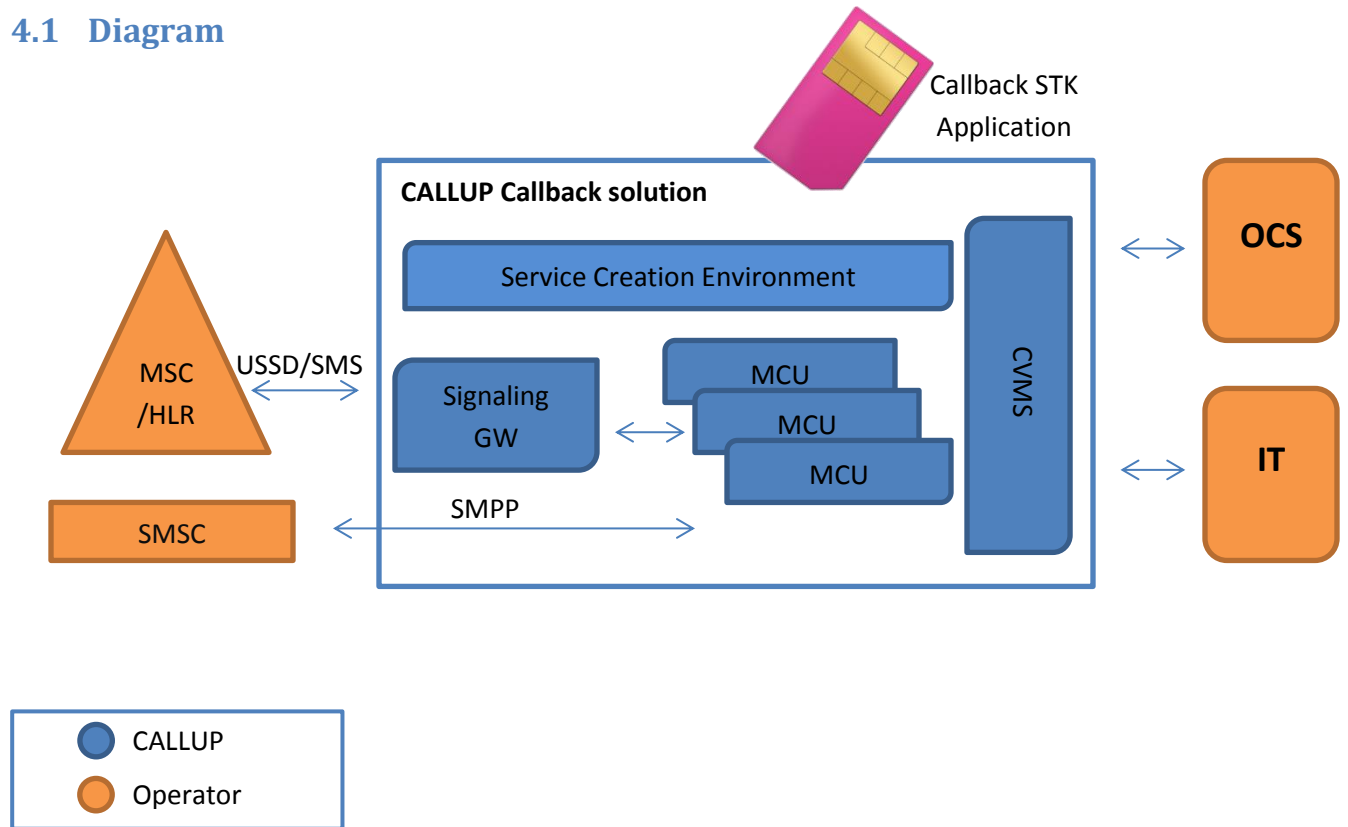 4.1 Diagram
Callback STK
Application
CALLUP Callback solution
OCS
Service Creation Environment
USSD/SMS
MSC
/HLR
Signaling
GW
MCU
MCU
MCU
CVMS
IT
SMPP
SMSC
CALLUP
Operator